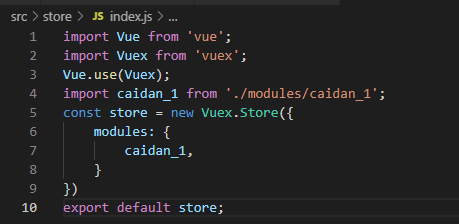 src > store > JS index.js > ...
1 import Vue from 'vue';
2 import Vuex from 'vuex';
3 Vue.use(Vuex);
4 import caidan_1 from './modules/caidan_1';
5 const store = new Vuex.Store({
6     modules: {
7         caidan_1,
8     }
9 })
10 export default store;